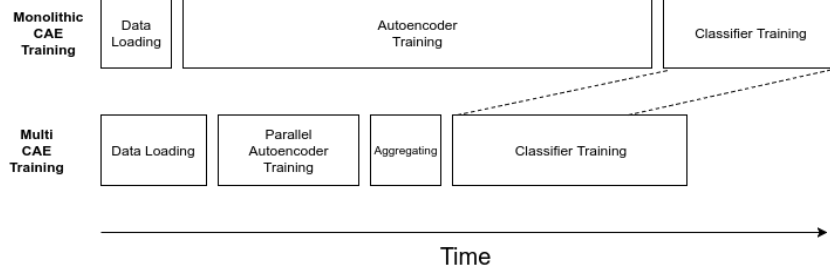 Monolithic
CAE
Training
Data
Loading
Autoencoder
Training
Classifier Training
Multi
CAE
Training
Data Loading
Parallel
Autoencoder
Training
Aggregating
Classifier Training
Time